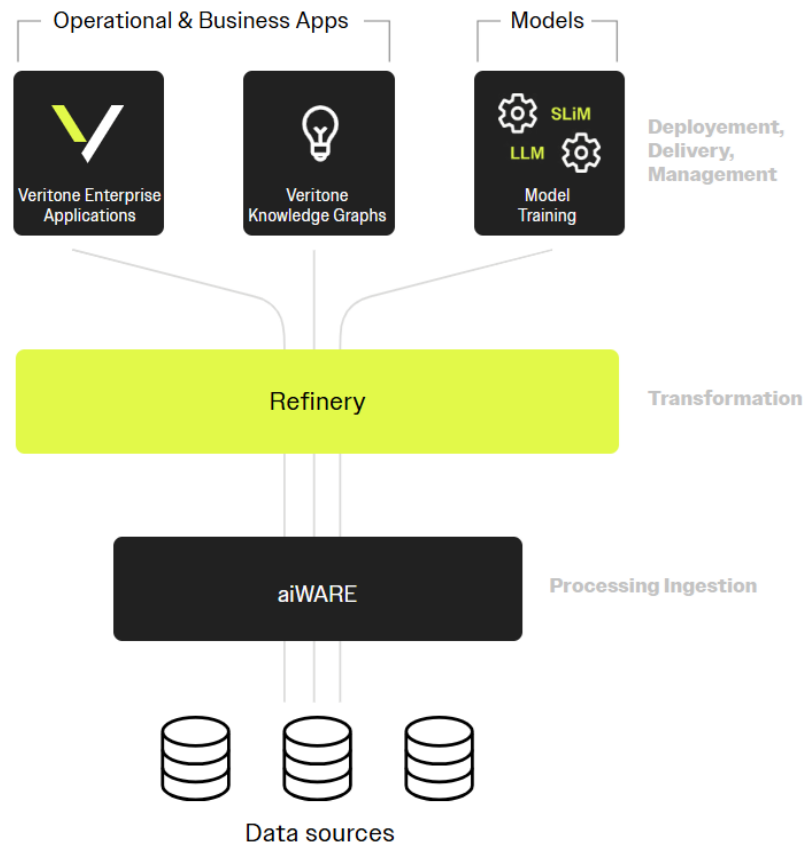 Operational & Business Apps
Models
Veritone Enterprise
Applications
Veritone
Knowledge Graphs
SLiM
LLM
Model
Training
Deployement,
Delivery,
Management
Refinery
Transformation
aiWARE
Processing Ingestion
Data sources